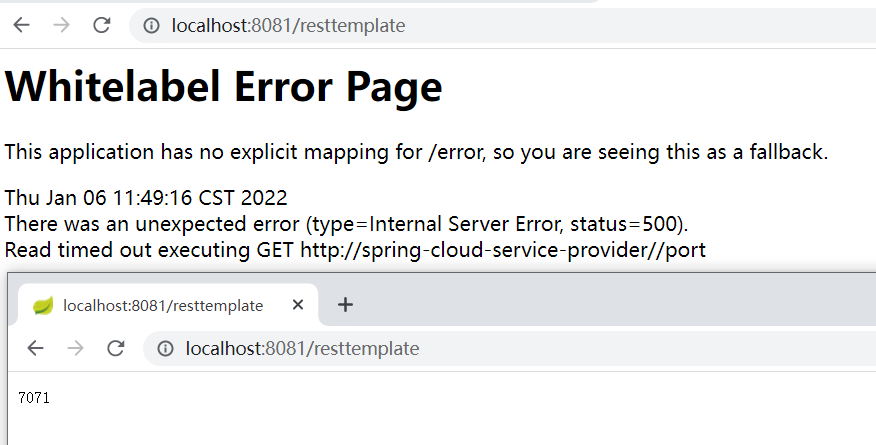 localhost:8081/resttemplate
Whitelabel Error Page
This application has no explicit mapping for /error, so you are seeing this as a fallback.
Thu Jan 06 11:49:16 CST 2022
There was an unexpected error (type=Internal Server Error, status=500).
Read timed out executing GET http://spring-cloud-service-provider//port
localhost:8081/resttemplate
localhost:8081/resttemplate
7071